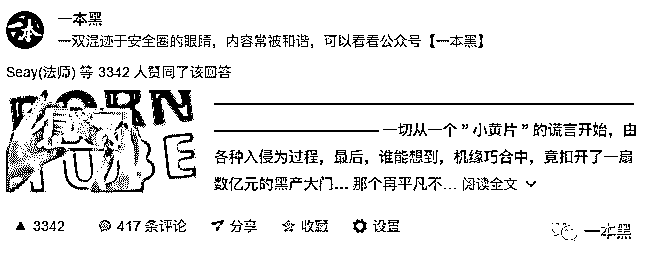 一本黑
一双混迹于安全圈的眼睛，内容常被和谐，可以看看公众号【一本黑】
Seay(法师) 等 3342 人赞同了该回答
PORN
TUBE
一切从一个＂小黄片＂的谎言开始，由
各种入侵为过程，最后，谁能想到，机缘巧合中，竟扣开了一扇
数亿元的黑产大门... 那个再平凡不... 阅读全文
3342 417 条评论 分享 收藏 设置
一本黑